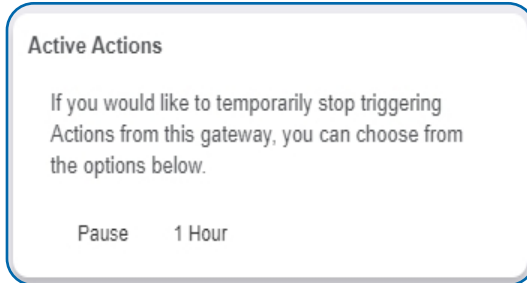 Active Actions
If you would like to temporarily stop triggering
Actions from this gateway, you can choose from
the options below.
Pause 1 Hour